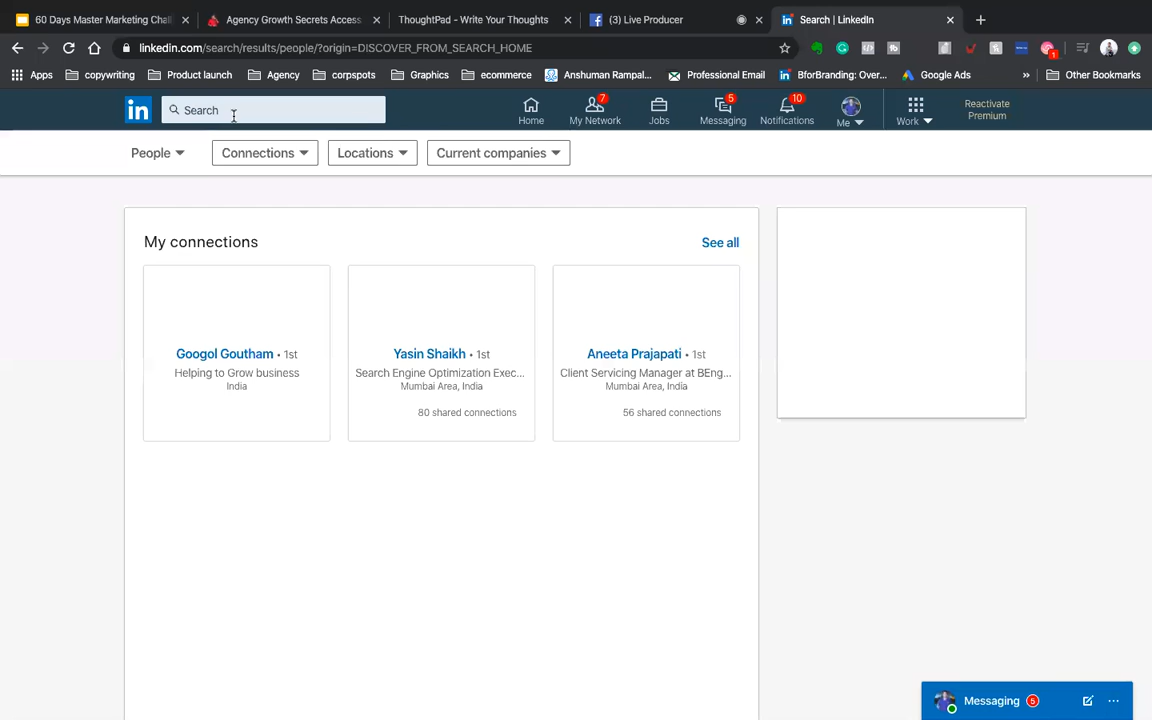 60 Days Master Marketing Chall
Agency Growth Secrets Access
ThoughtPad - Write Your Thoughts
(3) Live Producer
Search | LinkedIn
linkedin.com/search/results/people/?origin=DISCOVER_FROM_SEARCH_HOME
1
Apps
copywriting
Product launch
Agency
corpspots
Graphics
ecommerce
Anshuman Rampal...
Professional Email
BforBranding: Over...
Google Ads
»
Other Bookmarks
in
Search
Home
7
My Network
Jobs
5
Messaging
10
Notifications
Me
Work
Reactivate
Premium
People
Connections
Locations
Current companies
My connections
See all
Googol Goutham • 1st
Helping to Grow business
India
Yasin Shaikh • 1st
Search Engine Optimization Exec...
Mumbai Area, India
80 shared connections
Aneeta Prajapati • 1st
Client Servicing Manager at BEng...
Mumbai Area, India
56 shared connections
Messaging 5